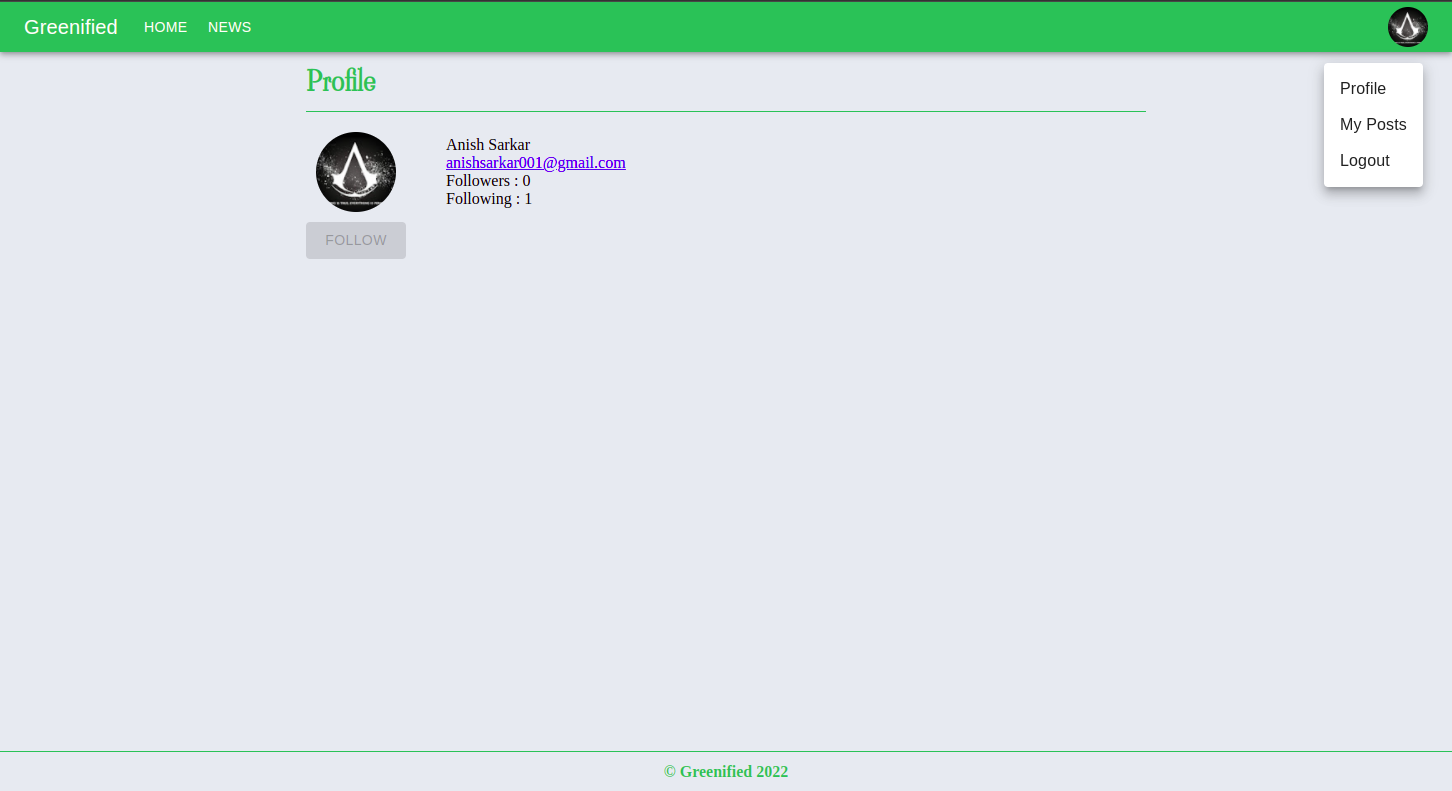 Greenified HOME NEWS
Profile
Profile
My Posts
Logout
Anish Sarkar
anishsarkar001@gmail.com
Followers : 0
Following : 1
FOLLOW
© Greenified 2022